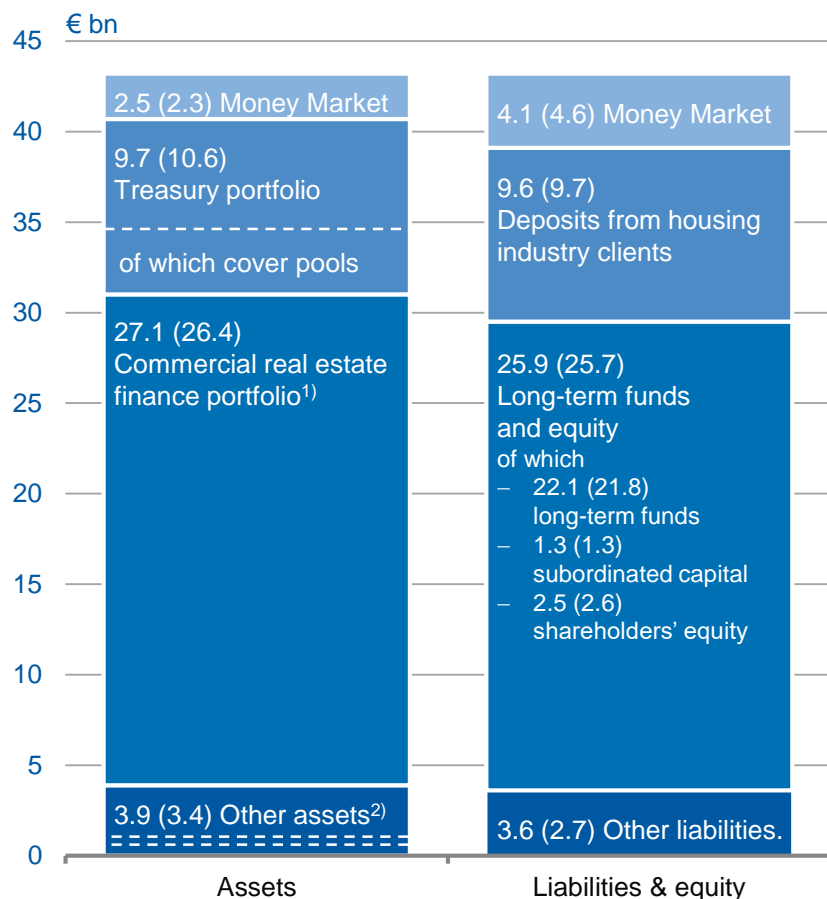 € bn
45
40
35
30
25
20
15
10
5
0
2.5 (2.3) Money Market
9.7 (10.6)
Treasury portfolio
of which cover pools
27.1 (26.4)
Commercial real estate
finance portfolio1)
3.9 (3.4) Other assets2)
Assets
4.1 (4.6) Money Market
9.6 (9.7)
Deposits from housing
industry clients
25.9 (25.7)
Long-term funds
and equity
of which
– 22.1 (21.8)
long-term funds
– 1.3 (1.3)
subordinated capital
– 2.5 (2.6)
shareholders’ equity
3.6 (2.7) Other liabilities.
Liabilities & equity